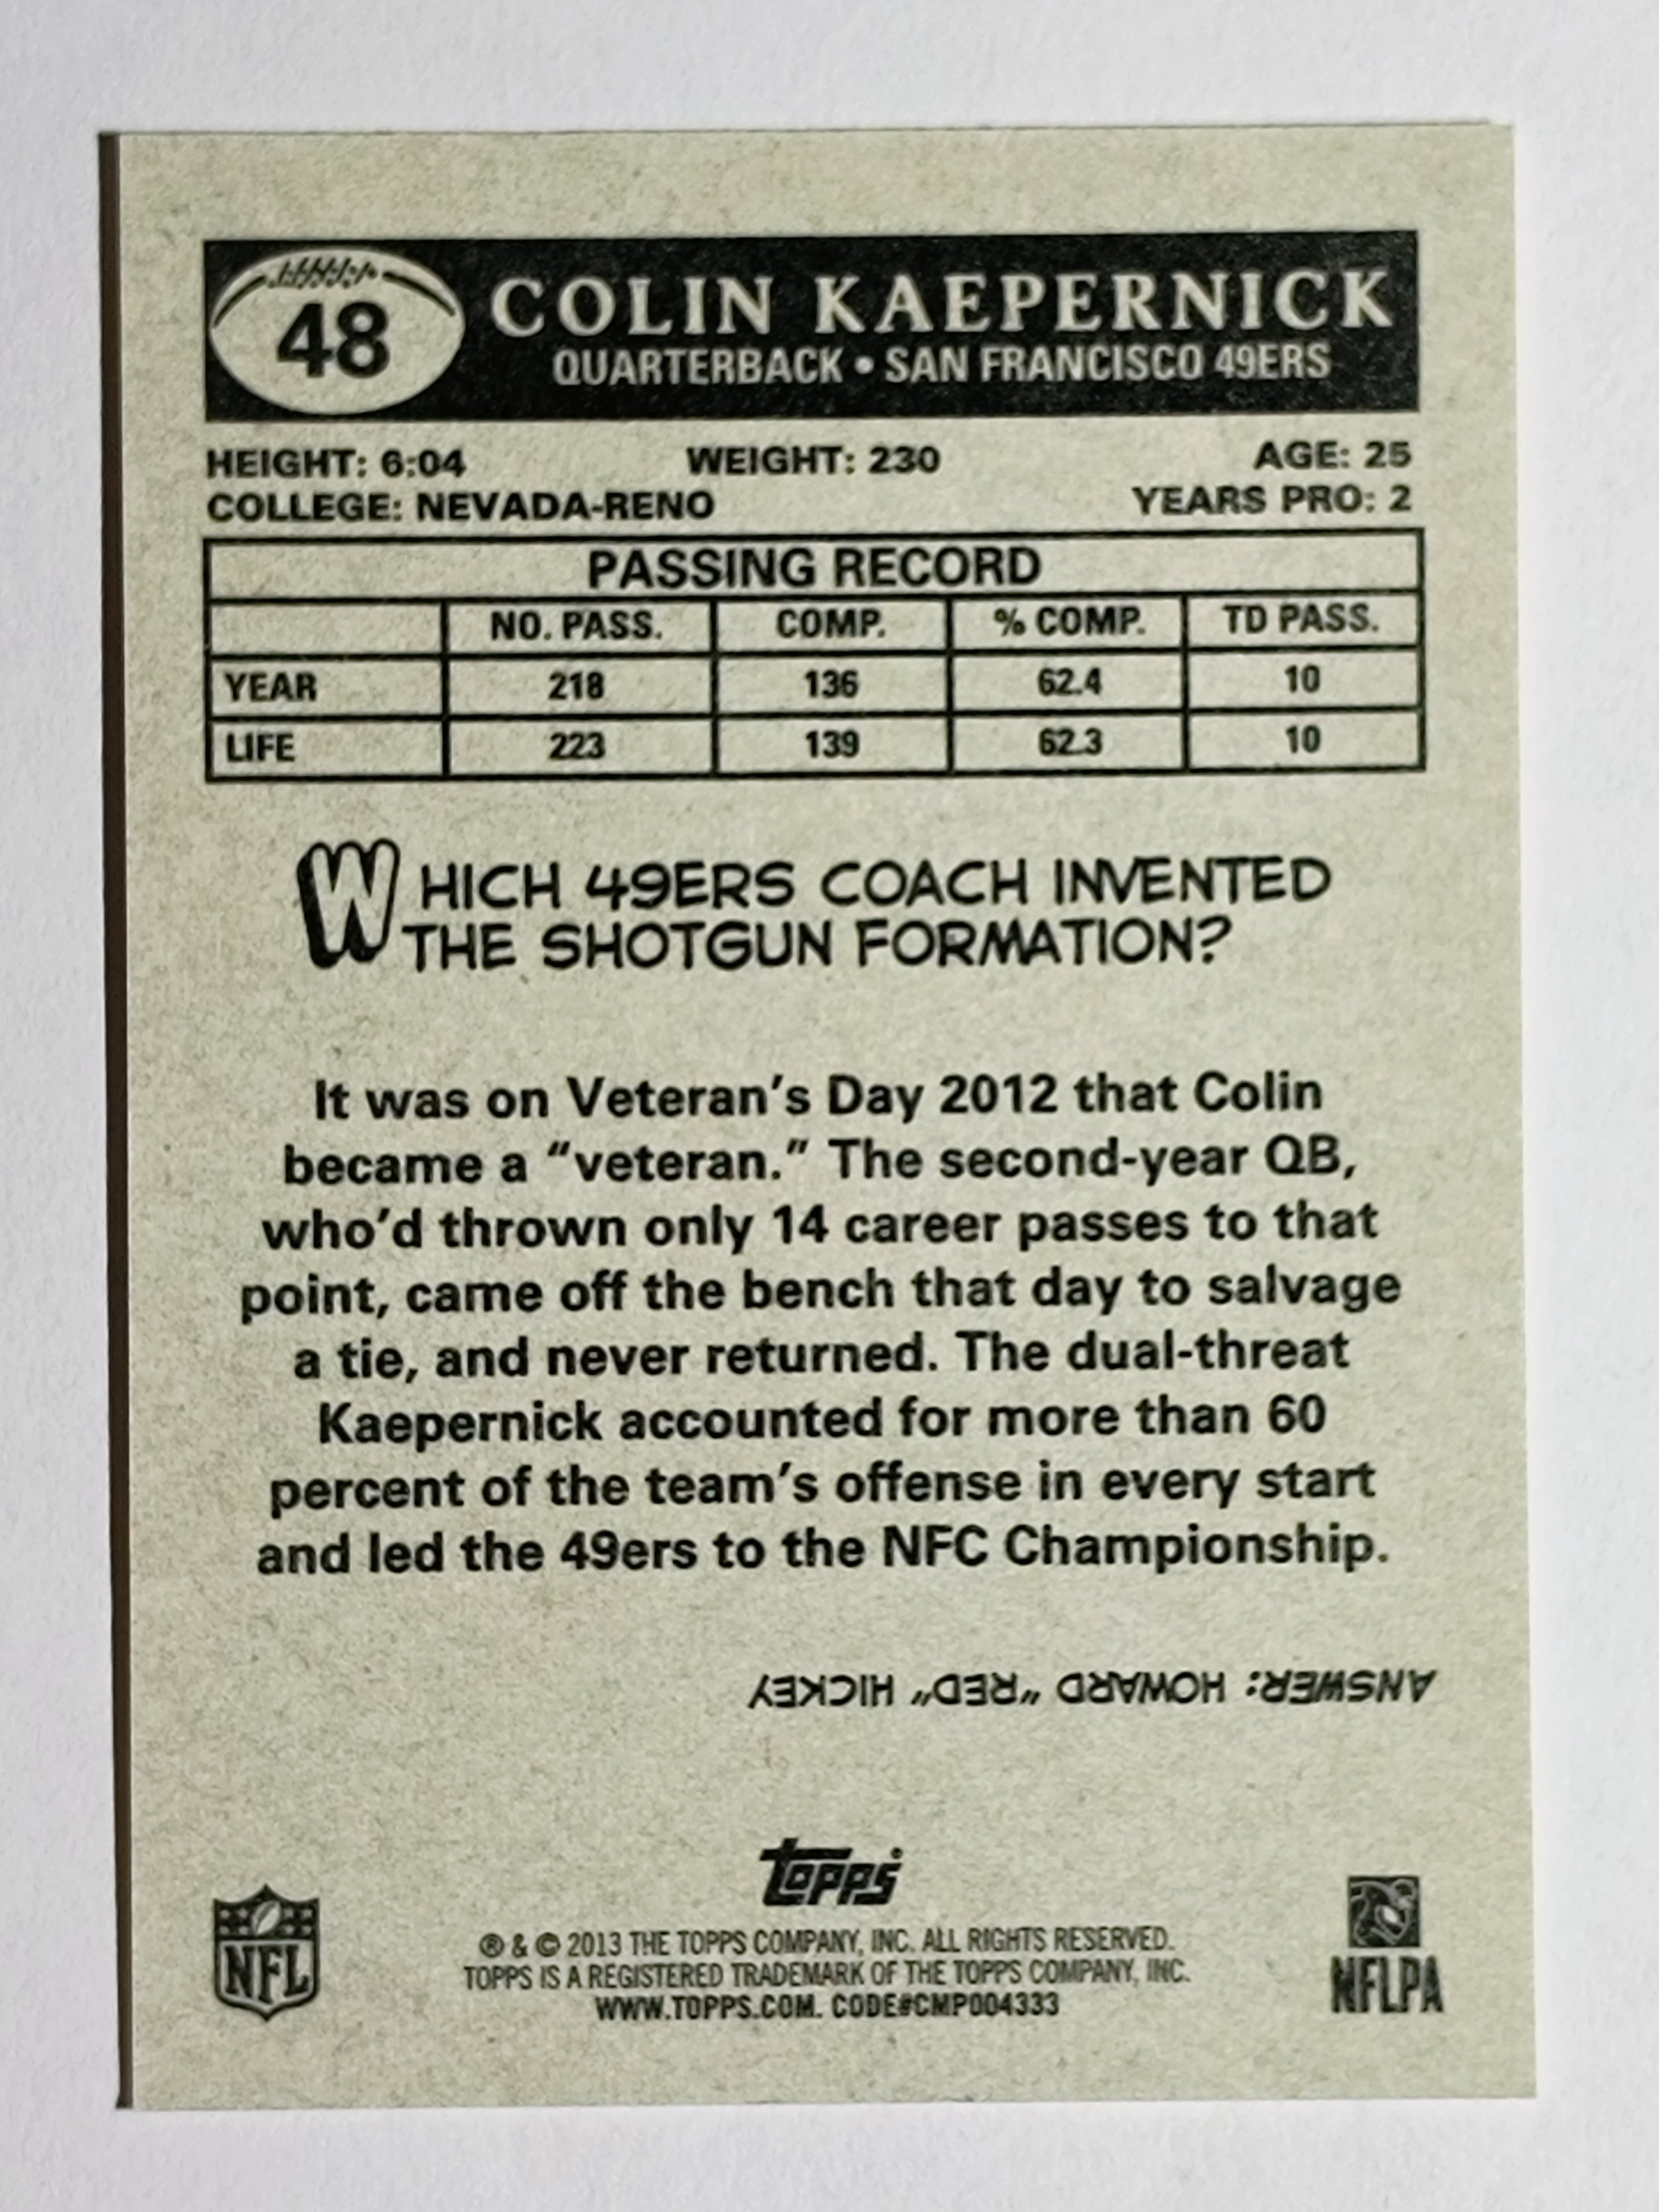 48
COLIN KAEPERNICK
QUARTERBACK • SAN FRANCISCO 49ERS
HEIGHT: 6:04 WEIGHT: 230 AGE: 25
COLLEGE: NEVADA-RENO YEARS PRO: 2
PASSING RECORD
NO. PASS. COMP. % COMP. TD PASS.
YEAR 218 136 62.4 10
LIFE 223 139 62.3 10
WHICH 49ERS COACH INVENTED
THE SHOTGUN FORMATION?
It was on Veteran's Day 2012 that Colin
became a "veteran." The second-year QB,
who'd thrown only 14 career passes to that
point, came off the bench that day to salvage
a tie, and never returned. The dual-threat
Kaepernick accounted for more than 60
percent of the team's offense in every start
and led the 49ers to the NFC Championship.
ANSWER: HOWARD "RED" HICKEY
topps
® & © 2013 THE TOPPS COMPANY, INC. ALL RIGHTS RESERVED.
TOPPS IS A REGISTERED TRADEMARK OF THE TOPPS COMPANY, INC.
WWW.TOPPS.COM. CODE#CMP004333
NFL
NFLPA